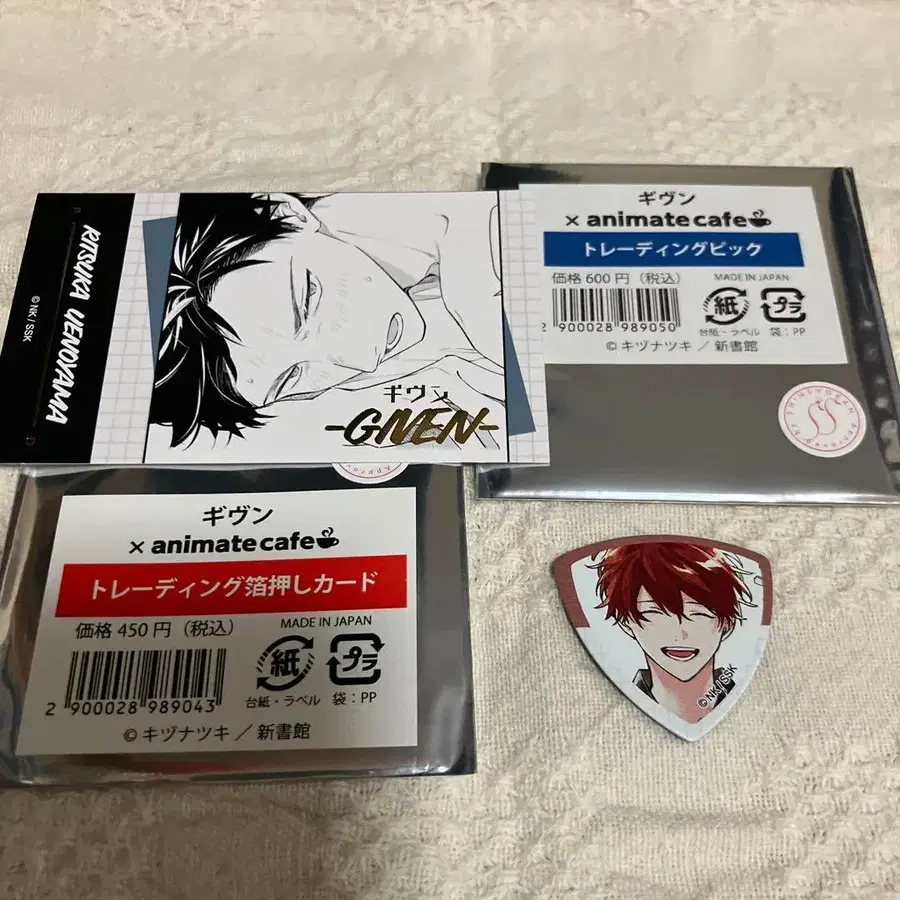 RITSUKA UENOYAMA
© NK / SSK
ギヴン
-GIVEN-
ギヴン
× animate cafe
トレーディングピック
価格 600 円（税込）
MADE IN JAPAN
2 900028 989050
紙
プラ
台紙・ラベル 袋：PP
© キヅナツキ ／ 新書館
SHINSHOKAN
Approved by
Approv
ギヴン
× animate cafe
トレーディング箔押しカード
価格 450 円（税込）
MADE IN JAPAN
2 900028 989043
紙
プラ
台紙・ラベル 袋：PP
© キヅナツキ ／ 新書館
©NK/SSK